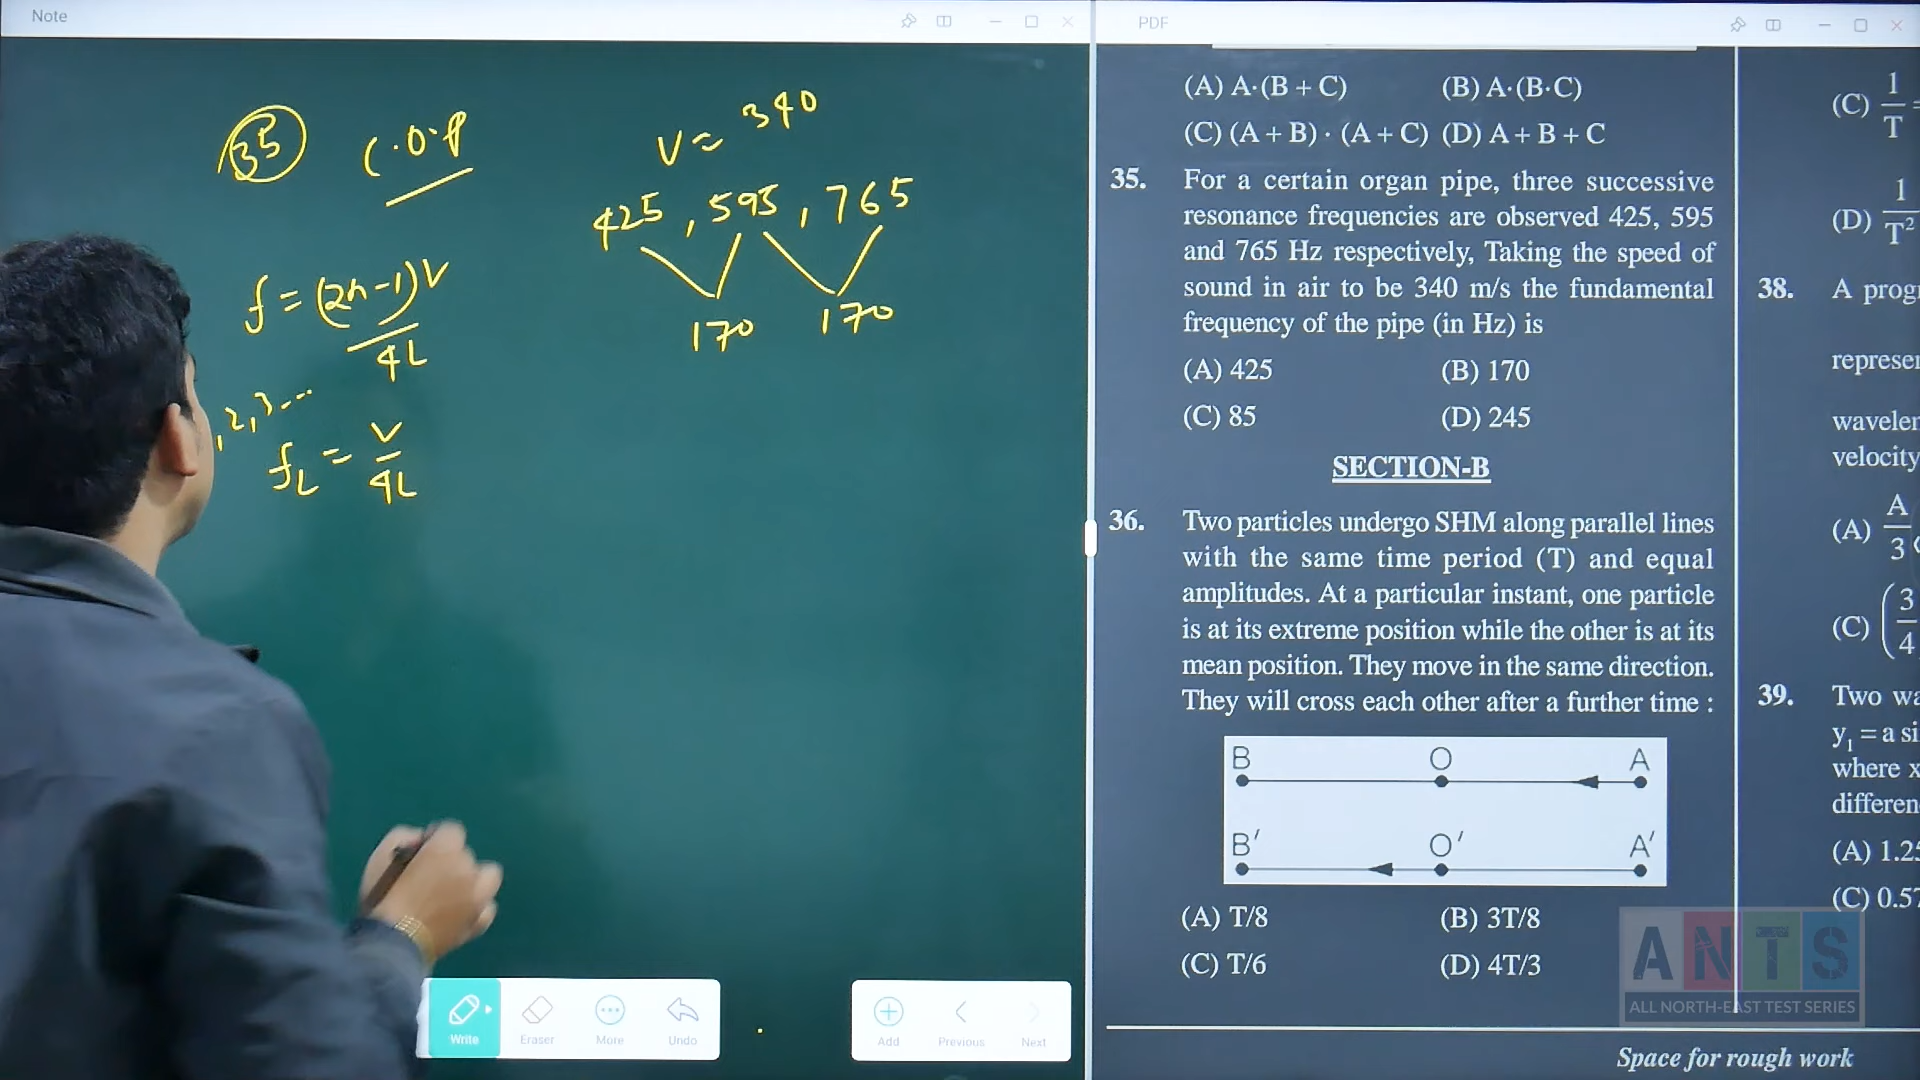 Note
35 C.O.P
V = 340
425, 595, 765
170 170
f = (2n-1)V
4L
, 2, 3 ...
fL = V
4L
Write
Eraser
More
Undo
Add
Previous
Next
PDF
(A) A·(B + C) (B) A·(B·C)
(C) (A + B) · (A + C) (D) A + B + C
35. For a certain organ pipe, three successive
resonance frequencies are observed 425, 595
and 765 Hz respectively, Taking the speed of
sound in air to be 340 m/s the fundamental
frequency of the pipe (in Hz) is
(A) 425 (B) 170
(C) 85 (D) 245
SECTION-B
36. Two particles undergo SHM along parallel lines
with the same time period (T) and equal
amplitudes. At a particular instant, one particle
is at its extreme position while the other is at its
mean position. They move in the same direction.
They will cross each other after a further time :
B O A
B' O' A'
(A) T/8 (B) 3T/8
(C) T/6 (D) 4T/3
(C) 1/T =
(D) 1/T²
38. A prog
represe
wavele
velocity
(A) A/3
(C) (3/4
39. Two wa
y₁ = a si
where x
differen
(A) 1.2
(C) 0.57
ANTS
ALL NORTH-EAST TEST SERIES
Space for rough work